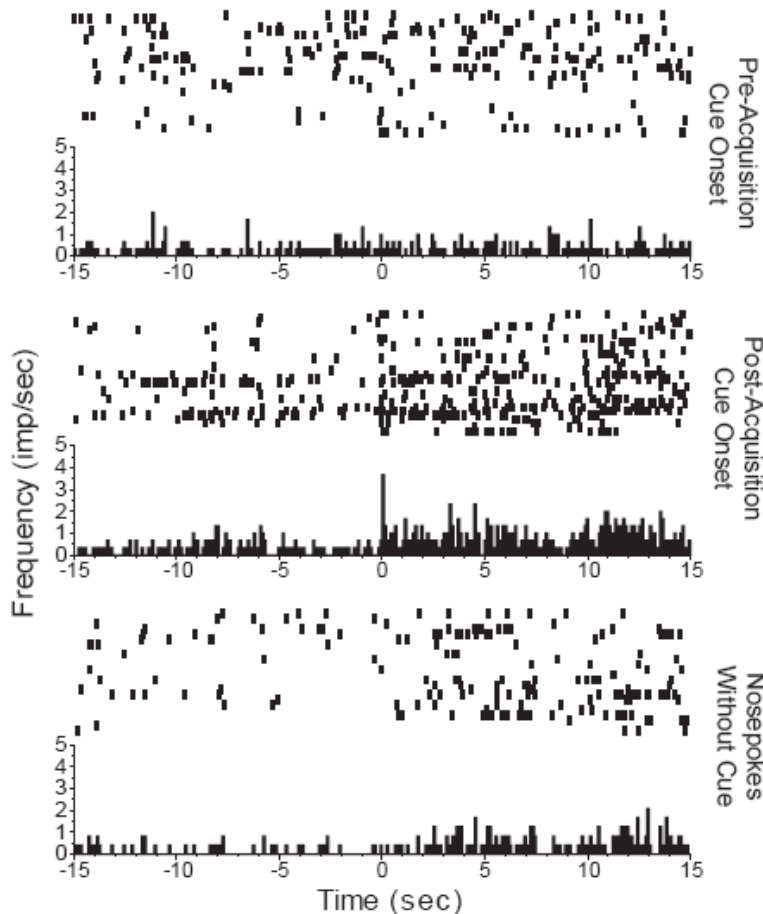 Pre-Acquisition
Cue Onset
5
4
3
2
1
0
-15 -10 -5 0 5 10 15
Post-Acquisition
Cue Onset
Frequency (imp/sec)
5
4
3
2
1
0
-15 -10 -5 0 5 10 15
Nosepokes
Without Cue
5
4
3
2
1
0
-15 -10 -5 0 5 10 15
Time (sec)